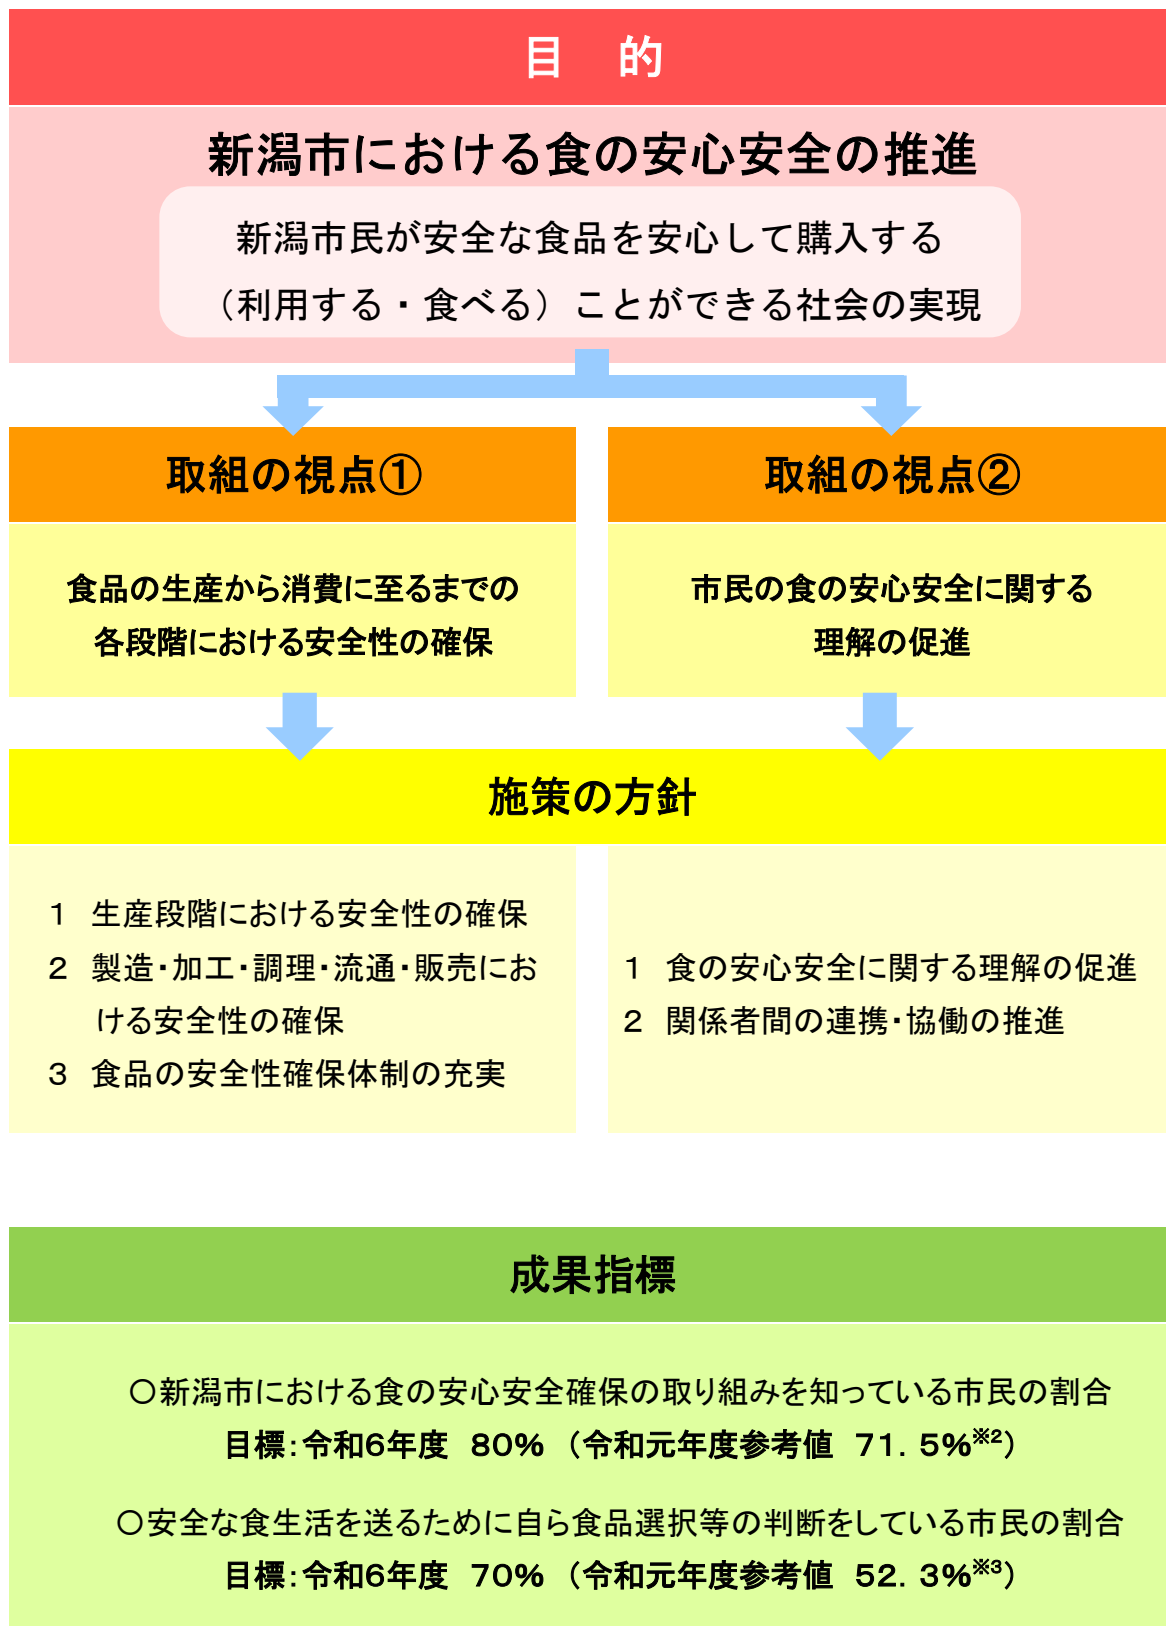 目　的
新潟市における食の安心安全の推進
新潟市民が安全な食品を安心して購入する
（利用する・食べる）ことができる社会の実現
取組の視点①
食品の生産から消費に至るまでの
各段階における安全性の確保
取組の視点②
市民の食の安心安全に関する
理解の促進
施策の方針
１　生産段階における安全性の確保
２　製造・加工・調理・流通・販売にお
ける安全性の確保
３　食品の安全性確保体制の充実
１　食の安心安全に関する理解の促進
２　関係者間の連携・協働の推進
成果指標
○新潟市における食の安心安全確保の取り組みを知っている市民の割合
目標：令和６年度　８０％　（令和元年度参考値　７１．５％※2）
○安全な食生活を送るために自ら食品選択等の判断をしている市民の割合
目標：令和６年度　７０％　（令和元年度参考値　５２．３％※3）